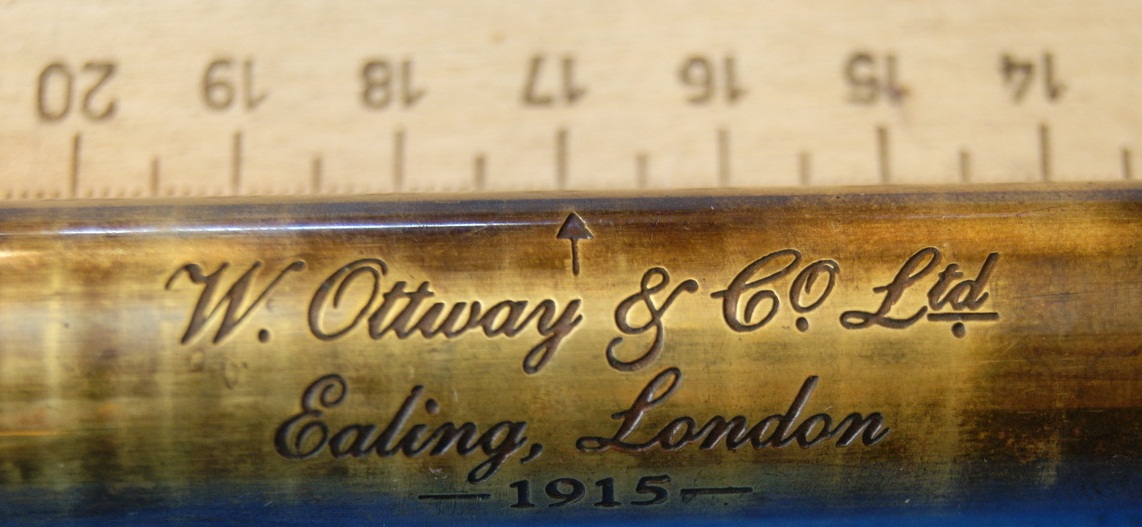 20 19 18 17 16 15 14
W. Ottway & Co. Ltd.
Ealing, London
— 1915 —